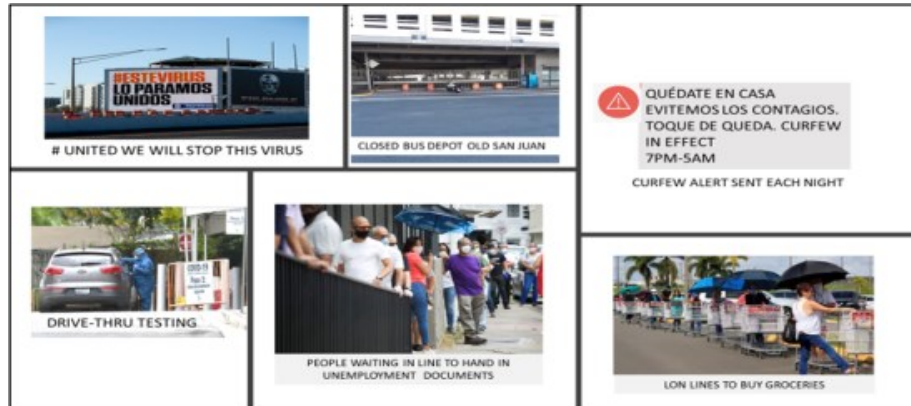 #ESTEVIRUS
LO PARAMOS
UNIDOS
# UNITED WE WILL STOP THIS VIRUS
CLOSED BUS DEPOT OLD SAN JUAN
QUÉDATE EN CASA
EVITEMOS LOS CONTAGIOS.
TOQUE DE QUEDA. CURFEW
IN EFFECT
7PM-5AM
CURFEW ALERT SENT EACH NIGHT
COVID-19
DRIVE-THRU TESTING
PEOPLE WAITING IN LINE TO HAND IN
UNEMPLOYMENT DOCUMENTS
LON LINES TO BUY GROCERIES